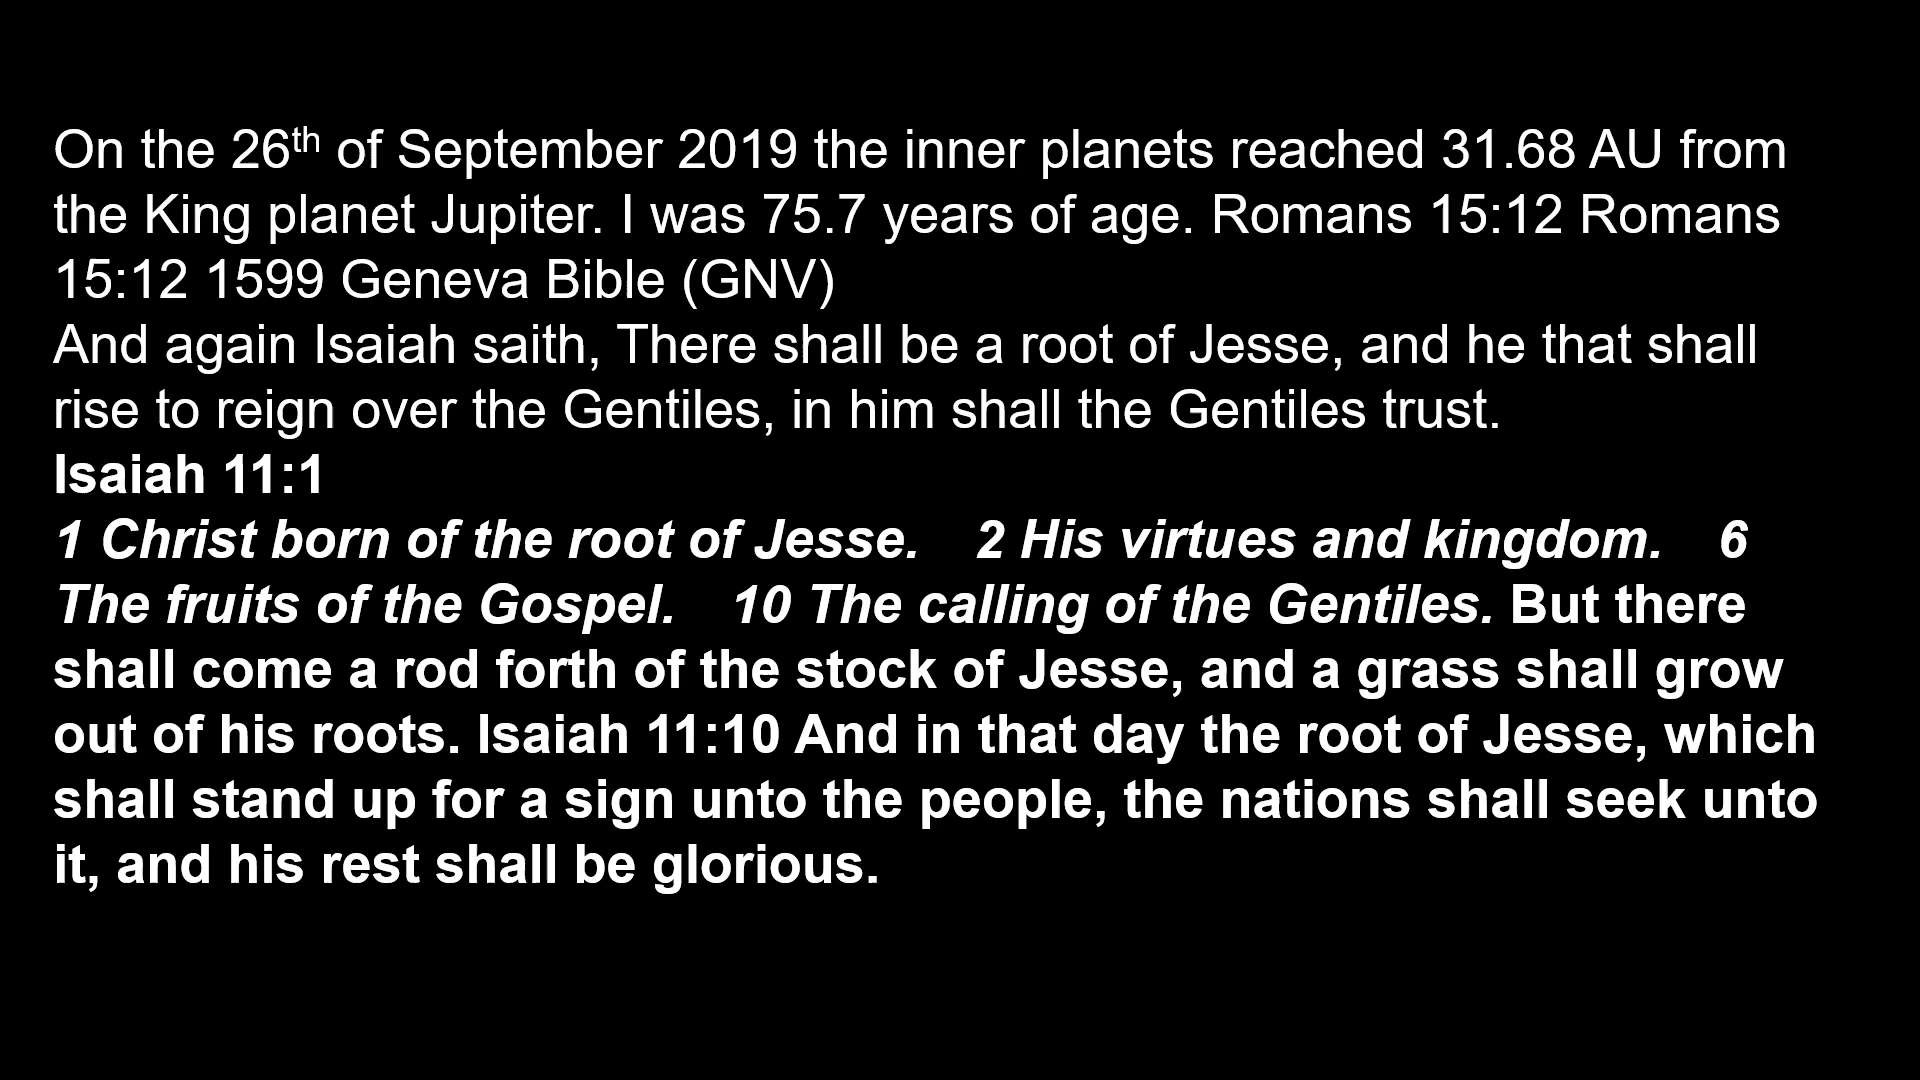 On the 26th of September 2019 the inner planets reached 31.68 AU from
the King planet Jupiter. I was 75.7 years of age. Romans 15:12 Romans
15:12 1599 Geneva Bible (GNV)
And again Isaiah saith, There shall be a root of Jesse, and he that shall
rise to reign over the Gentiles, in him shall the Gentiles trust.
Isaiah 11:1
1 Christ born of the root of Jesse.    2 His virtues and kingdom.    6
The fruits of the Gospel.    10 The calling of the Gentiles. But there
shall come a rod forth of the stock of Jesse, and a grass shall grow
out of his roots. Isaiah 11:10 And in that day the root of Jesse, which
shall stand up for a sign unto the people, the nations shall seek unto
it, and his rest shall be glorious.